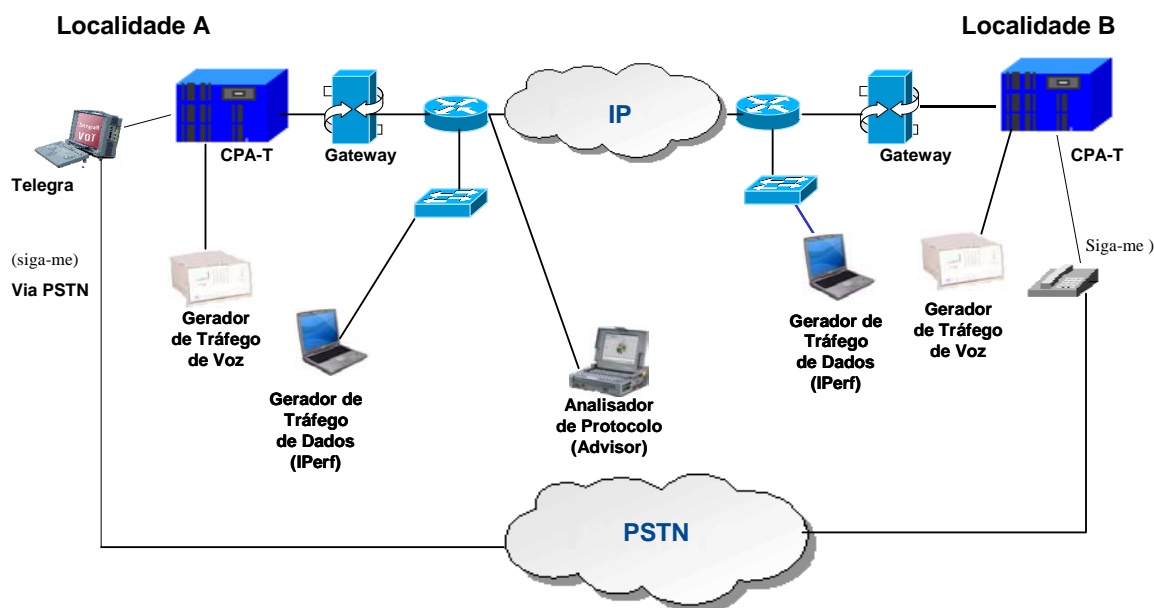 Localidade A
Localidade B
IP
Gateway
Gateway
CPA-T
CPA-T
VQT
Telegra
(siga-me)
Via PSTN
Siga-me )
Gerador
de Tráfego
de Voz
Gerador de
Tráfego
de Dados
(IPerf)
Analisador
de Protocolo
(Advisor)
Gerador de
Tráfego
de Dados
(IPerf)
Gerador
de Tráfego
de Voz
PSTN